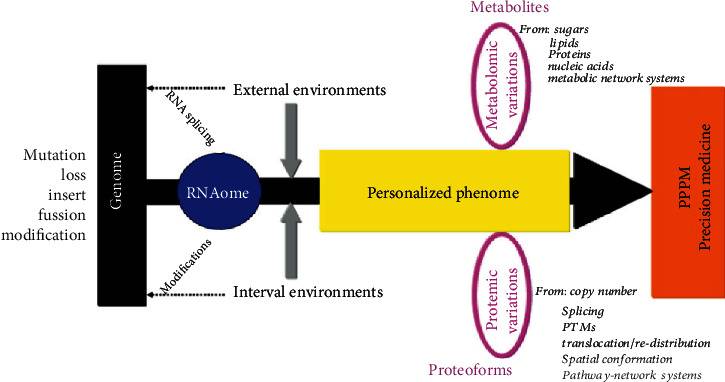 Metabolites
From: sugars
lipids
Proteins
nucleic acids
metabolic network systems
Metabolomic
variations
External environments
RNA splicing
Mutation
loss
insert
fussion
modification
Genome
RNAome
Personalized phenome
PPPM
Precision medicine
Modifications
Interval environments
Protemic
variations
From: copy number
Splicing
PTMs
translocation/re-distribution
Spatial conformation
Pathway-network systems
Proteoforms